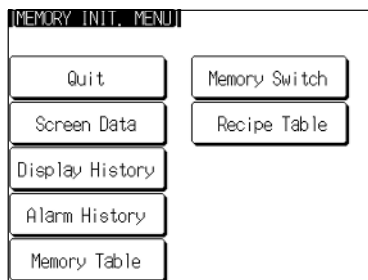 [MEMORY INIT. MENU]
Quit
Memory Switch
Screen Data
Recipe Table
Display History
Alarm History
Memory Table